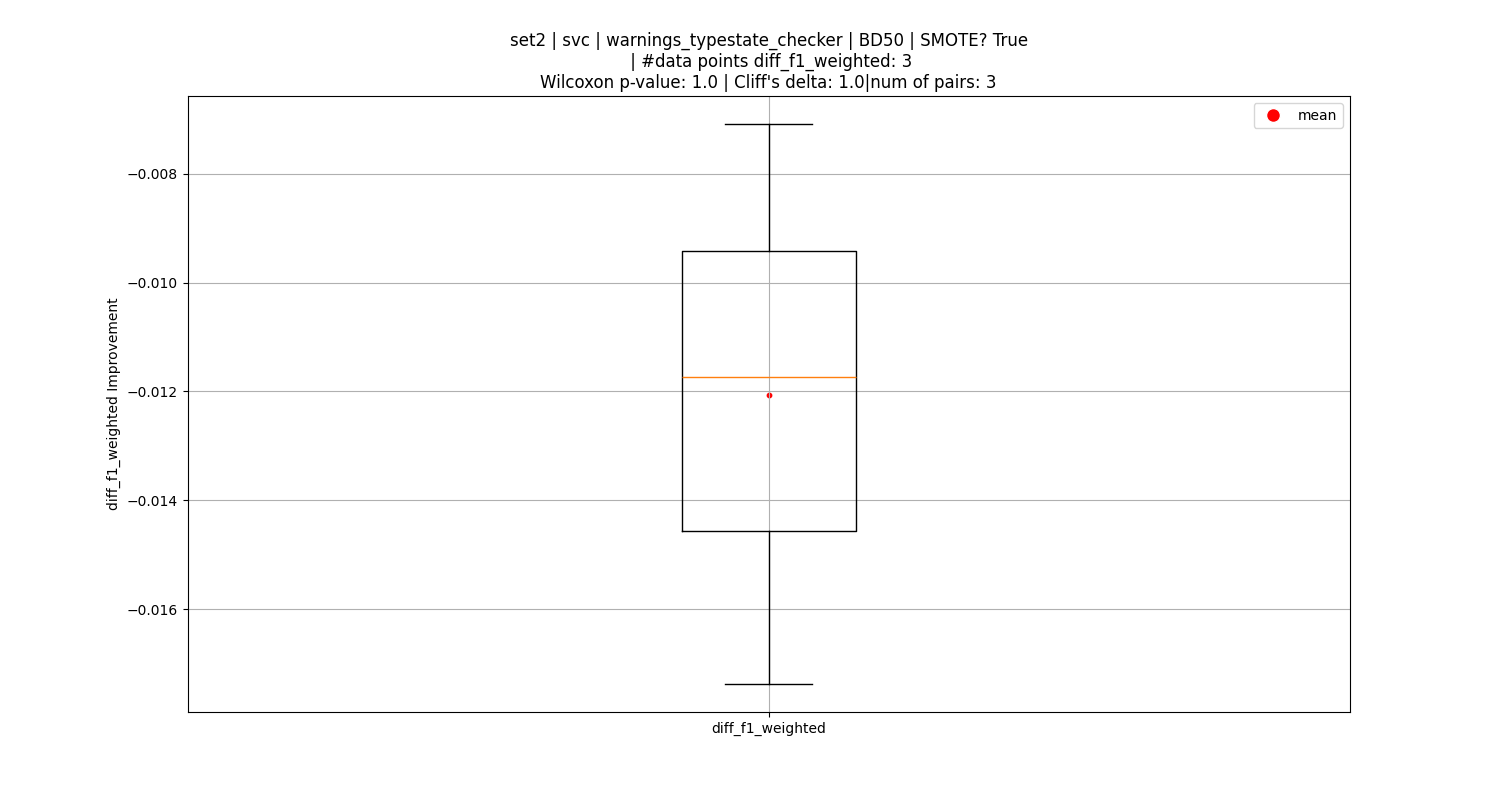 set2 | svc | warnings_typestate_checker | BD50 | SMOTE? True
| #data points diff_f1_weighted: 3
Wilcoxon p-value: 1.0 | Cliff's delta: 1.0|num of pairs: 3
mean
−0.008
−0.010
−0.012
−0.014
−0.016
diff_f1_weighted Improvement
diff_f1_weighted